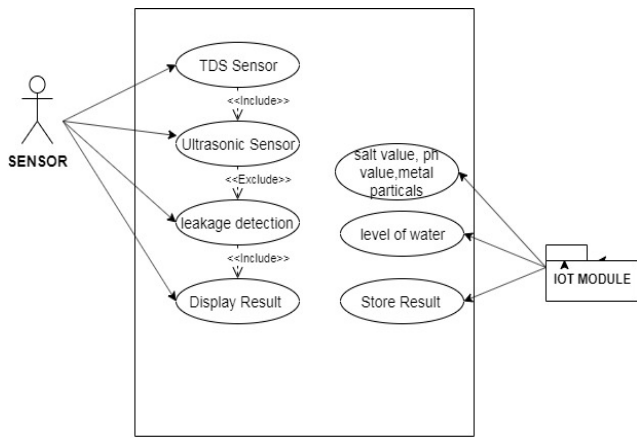 TDS Sensor
<<Include>>
SENSOR
Ultrasonic Sensor
<<Exclude>>
leakage detection
<<Include>>
Display Result
salt value, ph
value,metal
particals
level of water
Store Result
IOT MODULE